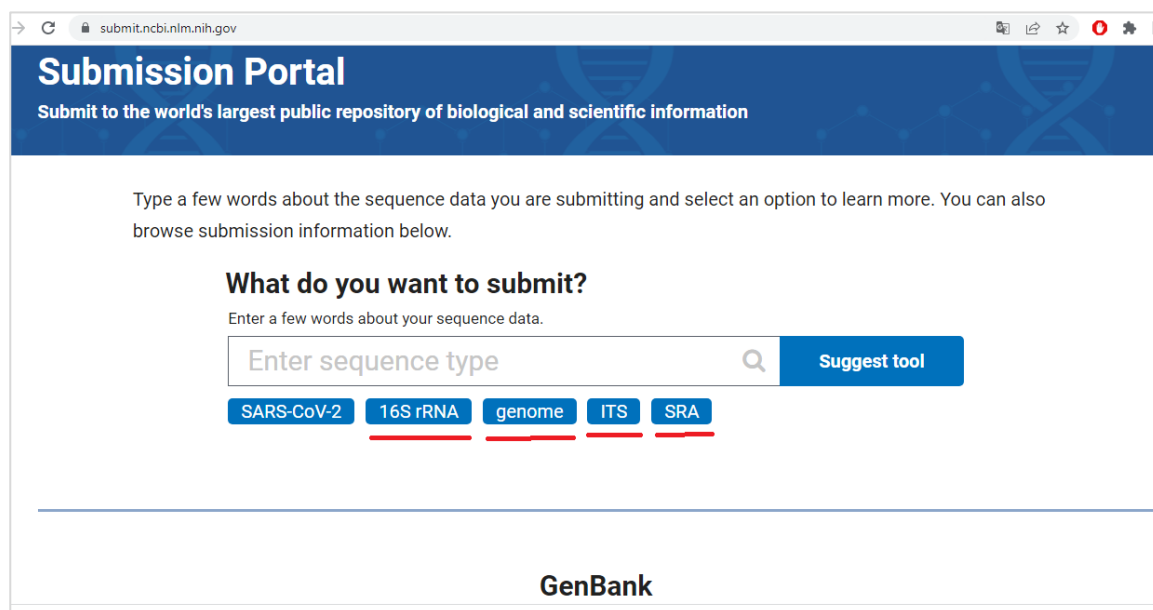 submit.ncbi.nlm.nih.gov
Submission Portal
Submit to the world's largest public repository of biological and scientific information
Type a few words about the sequence data you are submitting and select an option to learn more. You can also
browse submission information below.
What do you want to submit?
Enter a few words about your sequence data.
Enter sequence type
Suggest tool
SARS-CoV-2 16S rRNA genome ITS SRA
GenBank